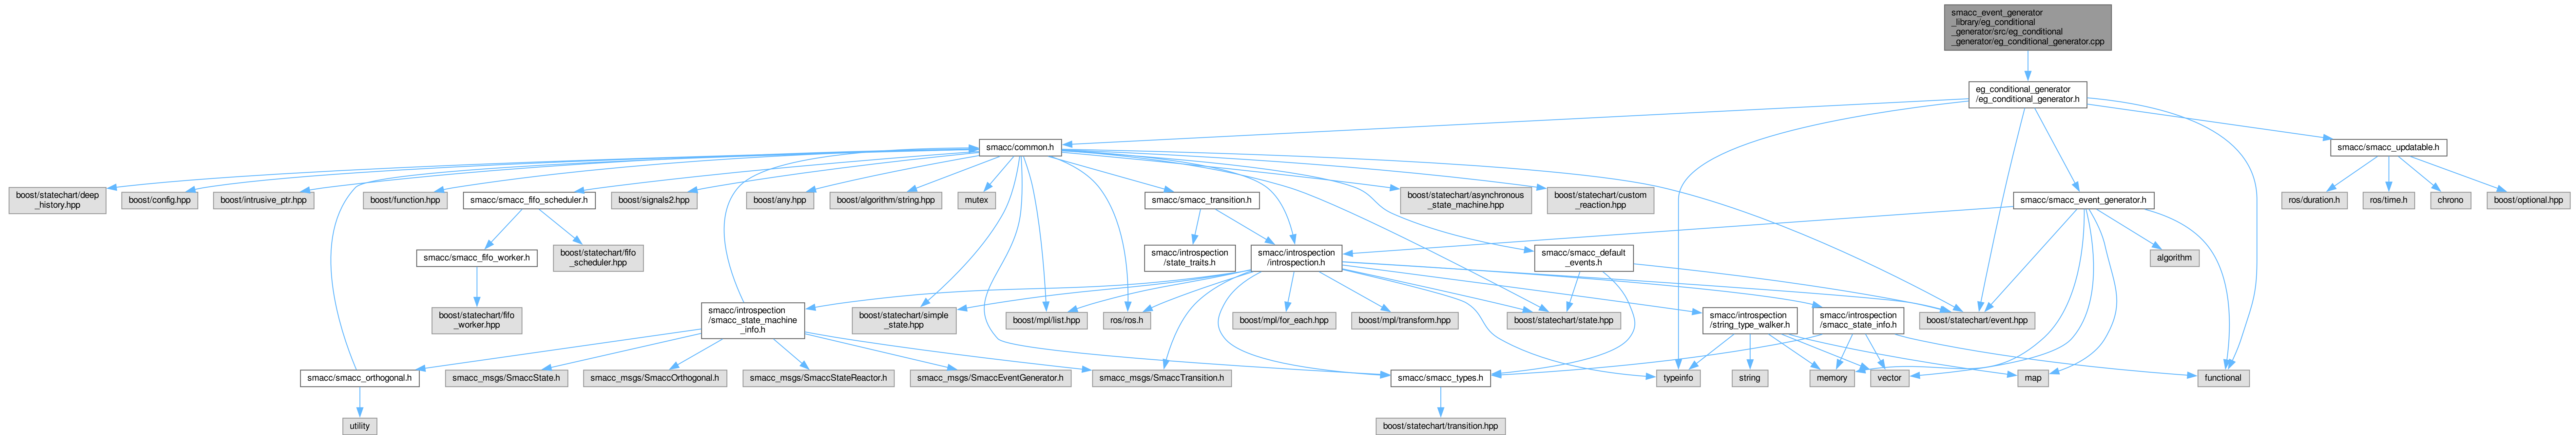 smacc_event_generator
_library/eg_conditional
_generator/src/eg_conditional
_generator/eg_conditional_generator.cpp
eg_conditional_generator
/eg_conditional_generator.h
smacc/common.h
smacc/smacc_updatable.h
boost/statechart/deep
_history.hpp
boost/config.hpp
boost/intrusive_ptr.hpp
boost/function.hpp
smacc/smacc_fifo_scheduler.h
boost/signals2.hpp
boost/any.hpp
boost/algorithm/string.hpp
mutex
smacc/smacc_transition.h
boost/statechart/asynchronous
_state_machine.hpp
boost/statechart/custom
_reaction.hpp
smacc/smacc_event_generator.h
ros/duration.h
ros/time.h
chrono
boost/optional.hpp
smacc/smacc_fifo_worker.h
boost/statechart/fifo
_scheduler.hpp
smacc/introspection
/state_traits.h
smacc/introspection
/introspection.h
smacc/smacc_default
_events.h
algorithm
boost/statechart/fifo
_worker.hpp
smacc/introspection
/smacc_state_machine
_info.h
boost/statechart/simple
_state.hpp
boost/mpl/list.hpp
ros/ros.h
boost/mpl/for_each.hpp
boost/mpl/transform.hpp
boost/statechart/state.hpp
smacc/introspection
/string_type_walker.h
smacc/introspection
/smacc_state_info.h
boost/statechart/event.hpp
smacc/smacc_orthogonal.h
smacc_msgs/SmaccState.h
smacc_msgs/SmaccOrthogonal.h
smacc_msgs/SmaccStateReactor.h
smacc_msgs/SmaccEventGenerator.h
smacc_msgs/SmaccTransition.h
smacc/smacc_types.h
typeinfo
string
memory
vector
map
functional
utility
boost/statechart/transition.hpp